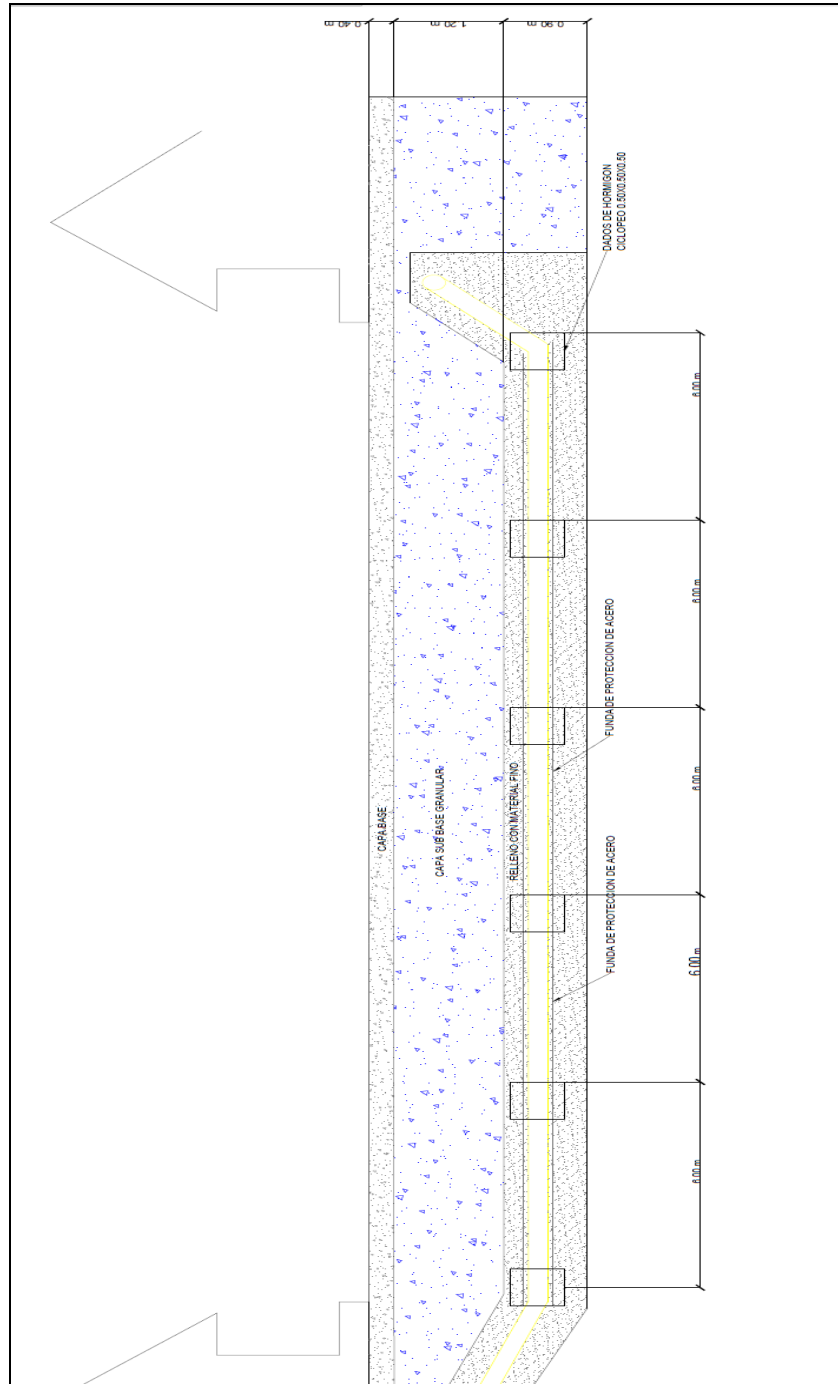 0.40 m
1.20 m
0.90 m
DADOS DE HORMIGON
CICLOPEO 0.50X0.50X0.50
6.00 m
6.00 m
FUNDA DE PROTECCION DE ACERO
6.00 m
CAPA BASE
CAPA SUB BASE GRANULAR
RELLENO CON MATERIAL FINO
FUNDA DE PROTECCION DE ACERO
6.00 m
6.00 m